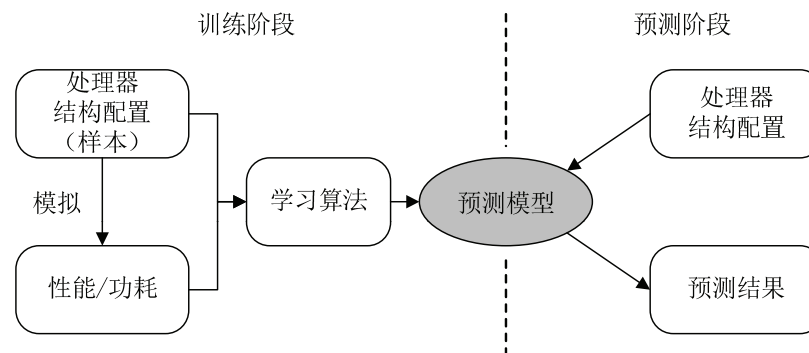 训练阶段
预测阶段
处理器
结构配置
（样本）
处理器
结构配置
模拟
学习算法
预测模型
性能/功耗
预测结果